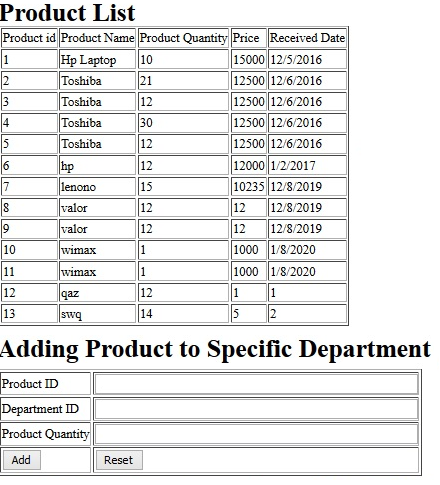 Product List
Product id Product Name Product Quantity Price Received Date
1 Hp Laptop 10 15000 12/5/2016
2 Toshiba 21 12500 12/6/2016
3 Toshiba 12 12500 12/6/2016
4 Toshiba 30 12500 12/6/2016
5 Toshiba 12 12500 12/6/2016
6 hp 12 12000 1/2/2017
7 lenono 15 10235 12/8/2019
8 valor 12 12 12/8/2019
9 valor 12 12 12/8/2019
10 wimax 1 1000 1/8/2020
11 wimax 1 1000 1/8/2020
12 qaz 12 1 1
13 swq 14 5 2
Adding Product to Specific Department
Product ID
Department ID
Product Quantity
Add Reset